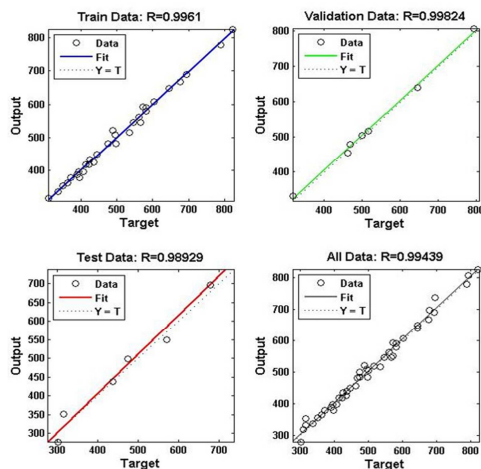 Train Data: R=0.9961
Data
Fit
Y = T
800
700
600
500
400
Output
400 500 600 700 800
Target
Validation Data: R=0.99824
Data
Fit
Y = T
800
700
600
500
400
Output
400 500 600 700 800
Target
Test Data: R=0.98929
Data
Fit
Y = T
700
650
600
550
500
450
400
350
300
Output
300 400 500 600 700
Target
All Data: R=0.99439
Data
Fit
Y = T
800
700
600
500
400
300
Output
300 400 500 600 700 800
Target